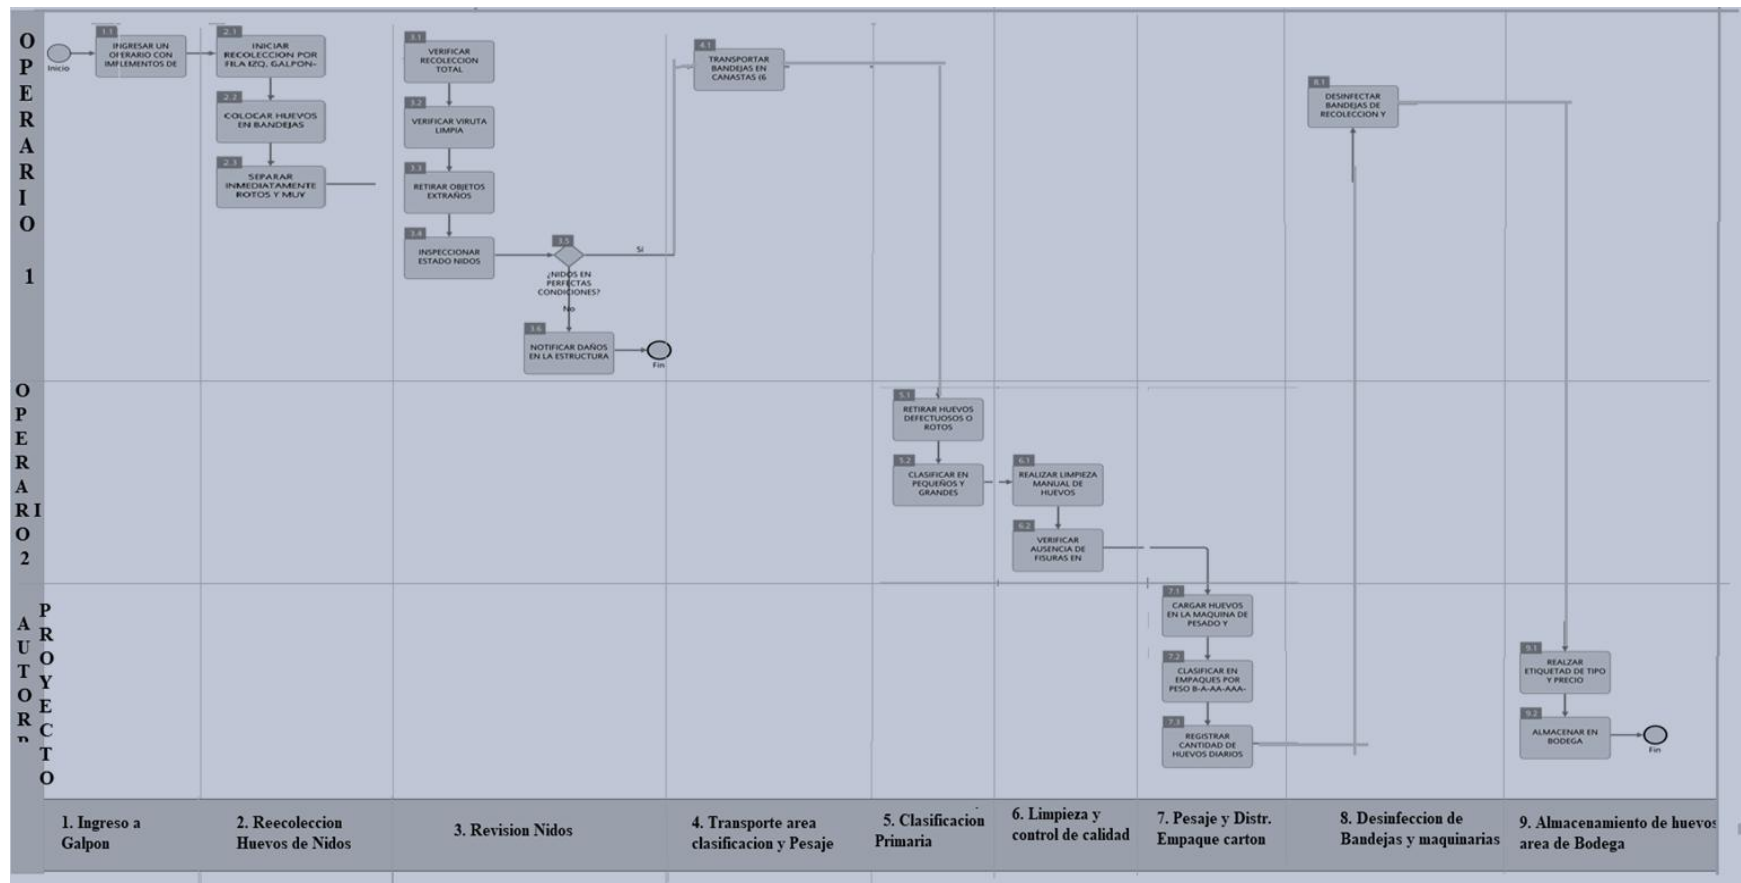 OPERARIO 1
Inicio
1.1
INGRESAR UN
OPERARIO CON
IMPLEMENTOS DE
2.1
INICIAR
RECOLECCION POR
FILA IZQ, GALPON-
2.2
COLOCAR HUEVOS
EN BANDEJAS
2.3
SEPARAR
INMEDIATAMENTE
ROTOS Y MUY
3.1
VERIFICAR
RECOLECCION
TOTAL
3.2
VERIFICAR VIRUTA
LIMPIA
3.3
RETIRAR OBJETOS
EXTRAÑOS
3.4
INSPECCIONAR
ESTADO NIDOS
3.5
¿NIDOS EN
PERFECTAS
CONDICIONES?
Si
No
3.6
NOTIFICAR DAÑOS
EN LA ESTRUCTURA
Fin
4.1
TRANSPORTAR
BANDEJAS EN
CANASTAS (6
8.1
DESINFECTAR
BANDEJAS DE
RECOLECCION Y
OPERARIO2
I
5.1
RETIRAR HUEVOS
DEFECTUOSOS O
ROTOS
5.2
CLASIFICAR EN
PEQUEÑOS Y
GRANDES
6.1
REALIZAR LIMPIEZA
MANUAL DE
HUEVOS
6.2
VERIFICAR
AUSENCIA DE
FISURAS EN
AUTOR
PROYECTO
7.1
CARGAR HUEVOS
EN LA MAQUINA DE
PESADO Y
7.2
CLASIFICAR EN
EMPAQUES POR
PESO B-A-AA-AAA-
7.3
REGISTRAR
CANTIDAD DE
HUEVOS DIARIOS
9.1
REALZAR
ETIQUETAD DE TIPO
Y PRECIO
9.2
ALMACENAR EN
BODEGA
Fin
1. Ingreso a
Galpon
2. Reecoleccion
Huevos de Nidos
3. Revision Nidos
4. Transporte area
clasificacion y Pesaje
5. Clasificacion
Primaria
6. Limpieza y
control de calidad
7. Pesaje y Distr.
Empaque carton
8. Desinfeccion de
Bandejas y maquinarias
9. Almacenamiento de huevos
area de Bodega